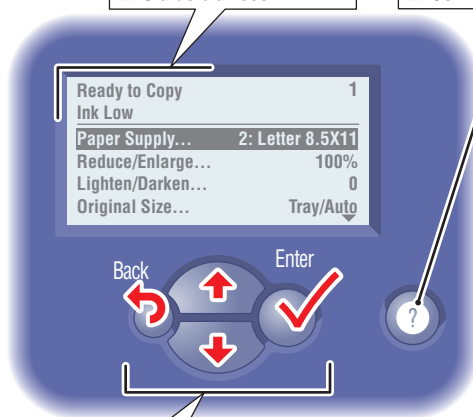 Ready to Copy 1
Ink Low
Paper Supply... 2: Letter 8.5X11
Reduce/Enlarge... 100%
Lighten/Darken... 0
Original Size... Tray/Auto
Back
Enter
?